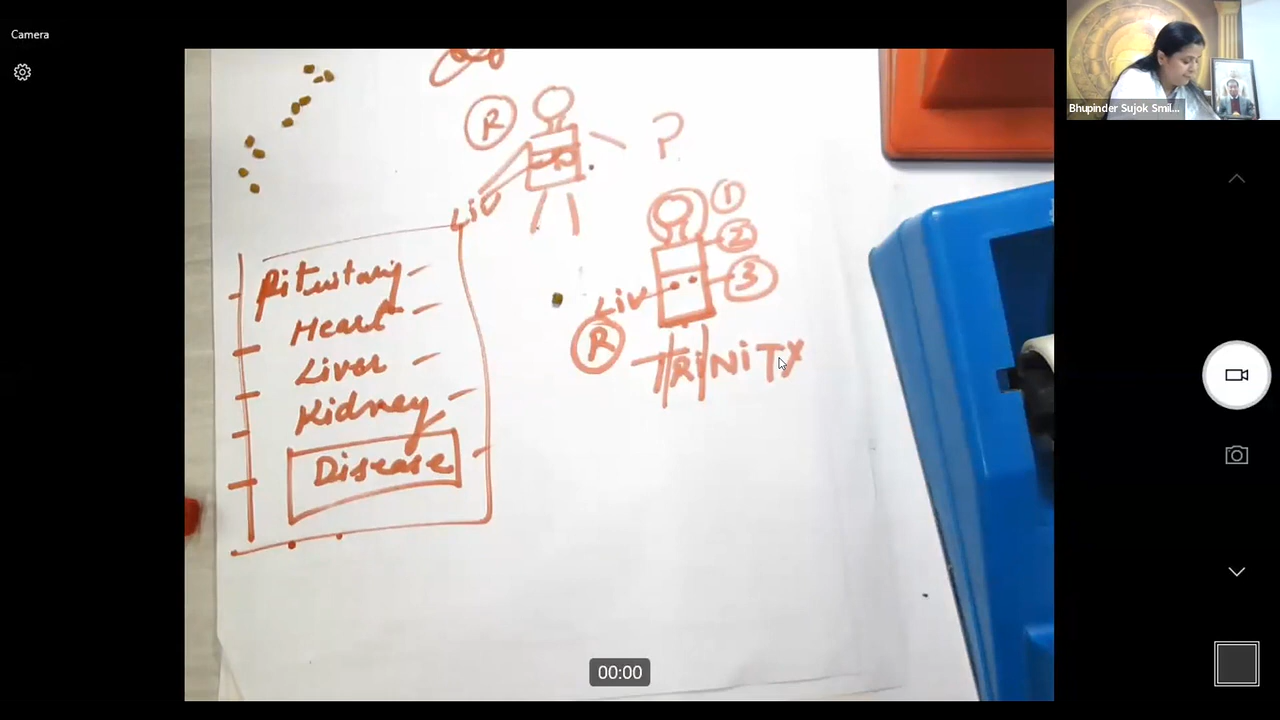 Camera
Bhupinder Sujok Smil...
R
?
Liv
1
2
3
Liv
R
TRiNiTY
Pituitary
Heart
Liver
Kidney
Disease
00:00